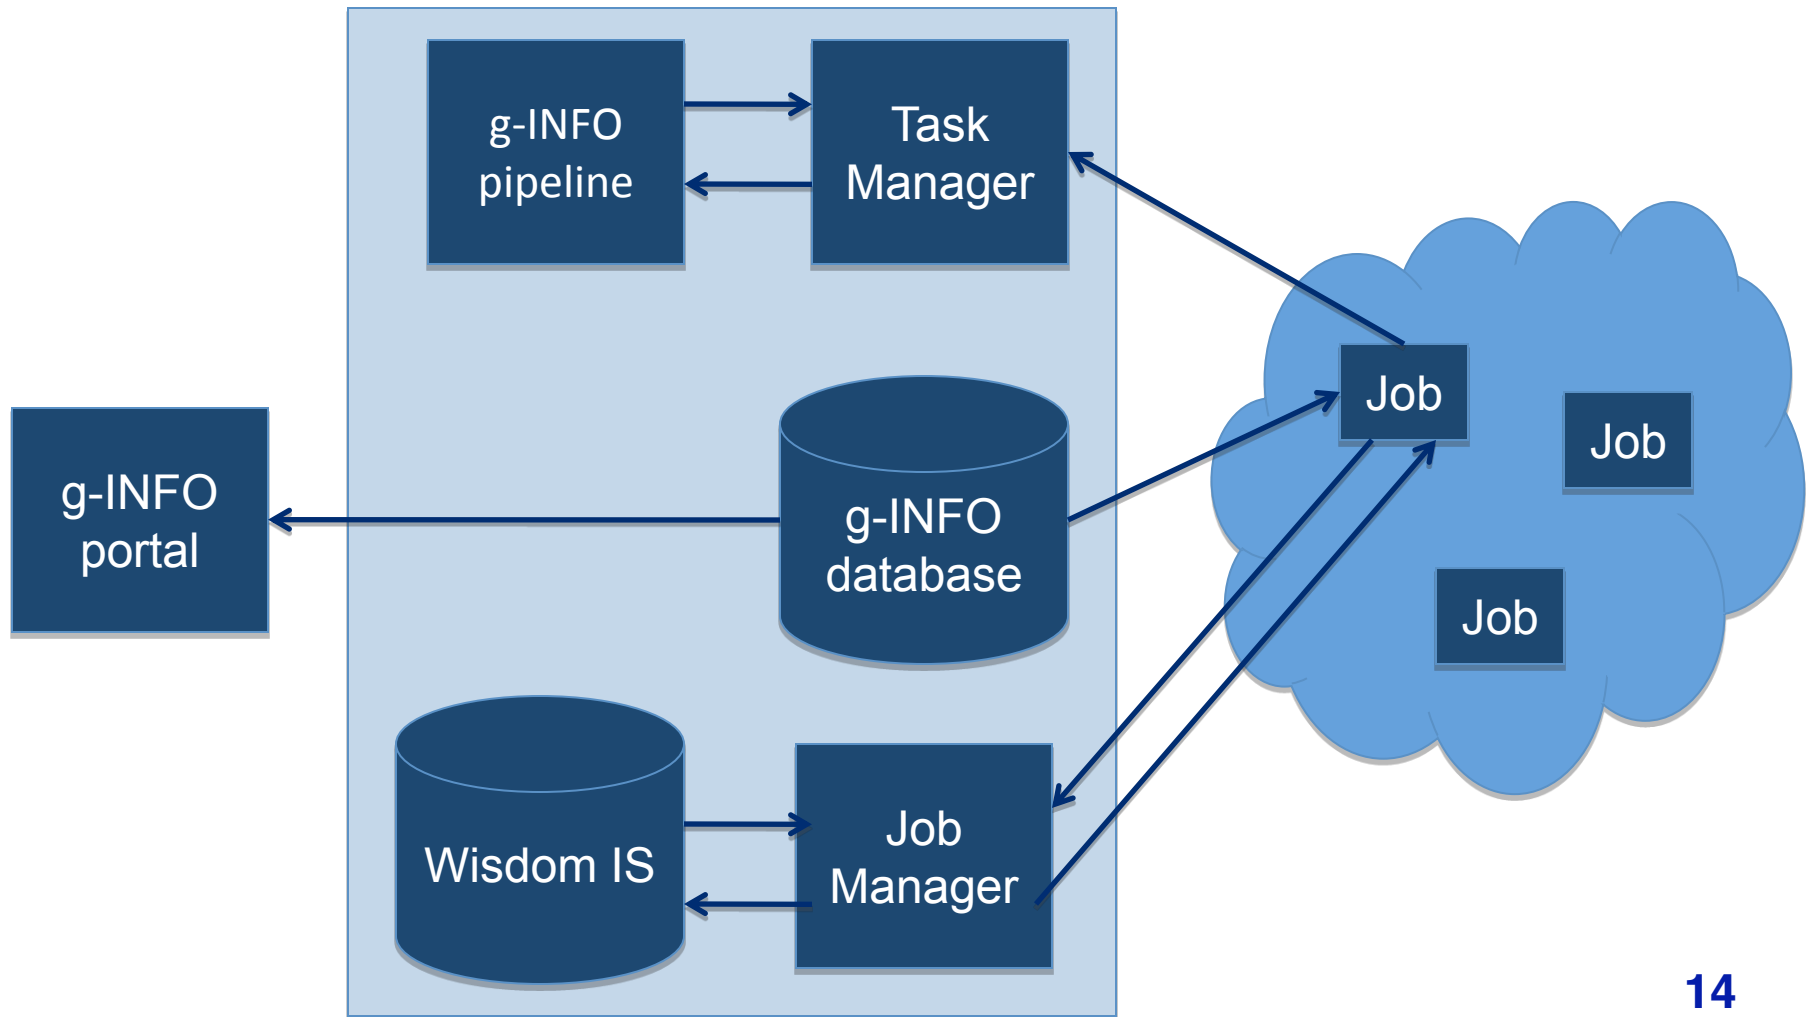 g-INFO
pipeline
Task
Manager
Job
Job
g-INFO
portal
g-INFO
database
Job
Wisdom IS
Job
Manager
14